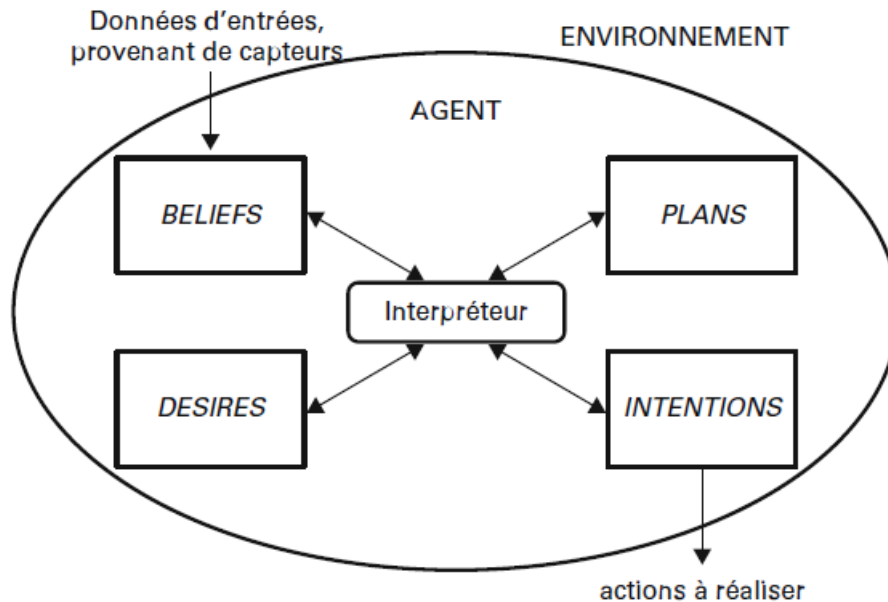 Données d'entrées,
provenant de capteurs
ENVIRONNEMENT
AGENT
BELIEFS
PLANS
Interpréteur
DESIRES
INTENTIONS
actions à réaliser